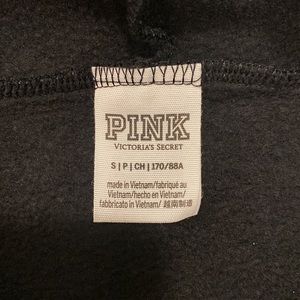 PINK
VICTORIA'S SECRET
S | P | CH | 170/88A
made in Vietnam/fabriqué au
Vietnam/hecho en Vietnam/
fabbricato in Vietnam/ 越南制造